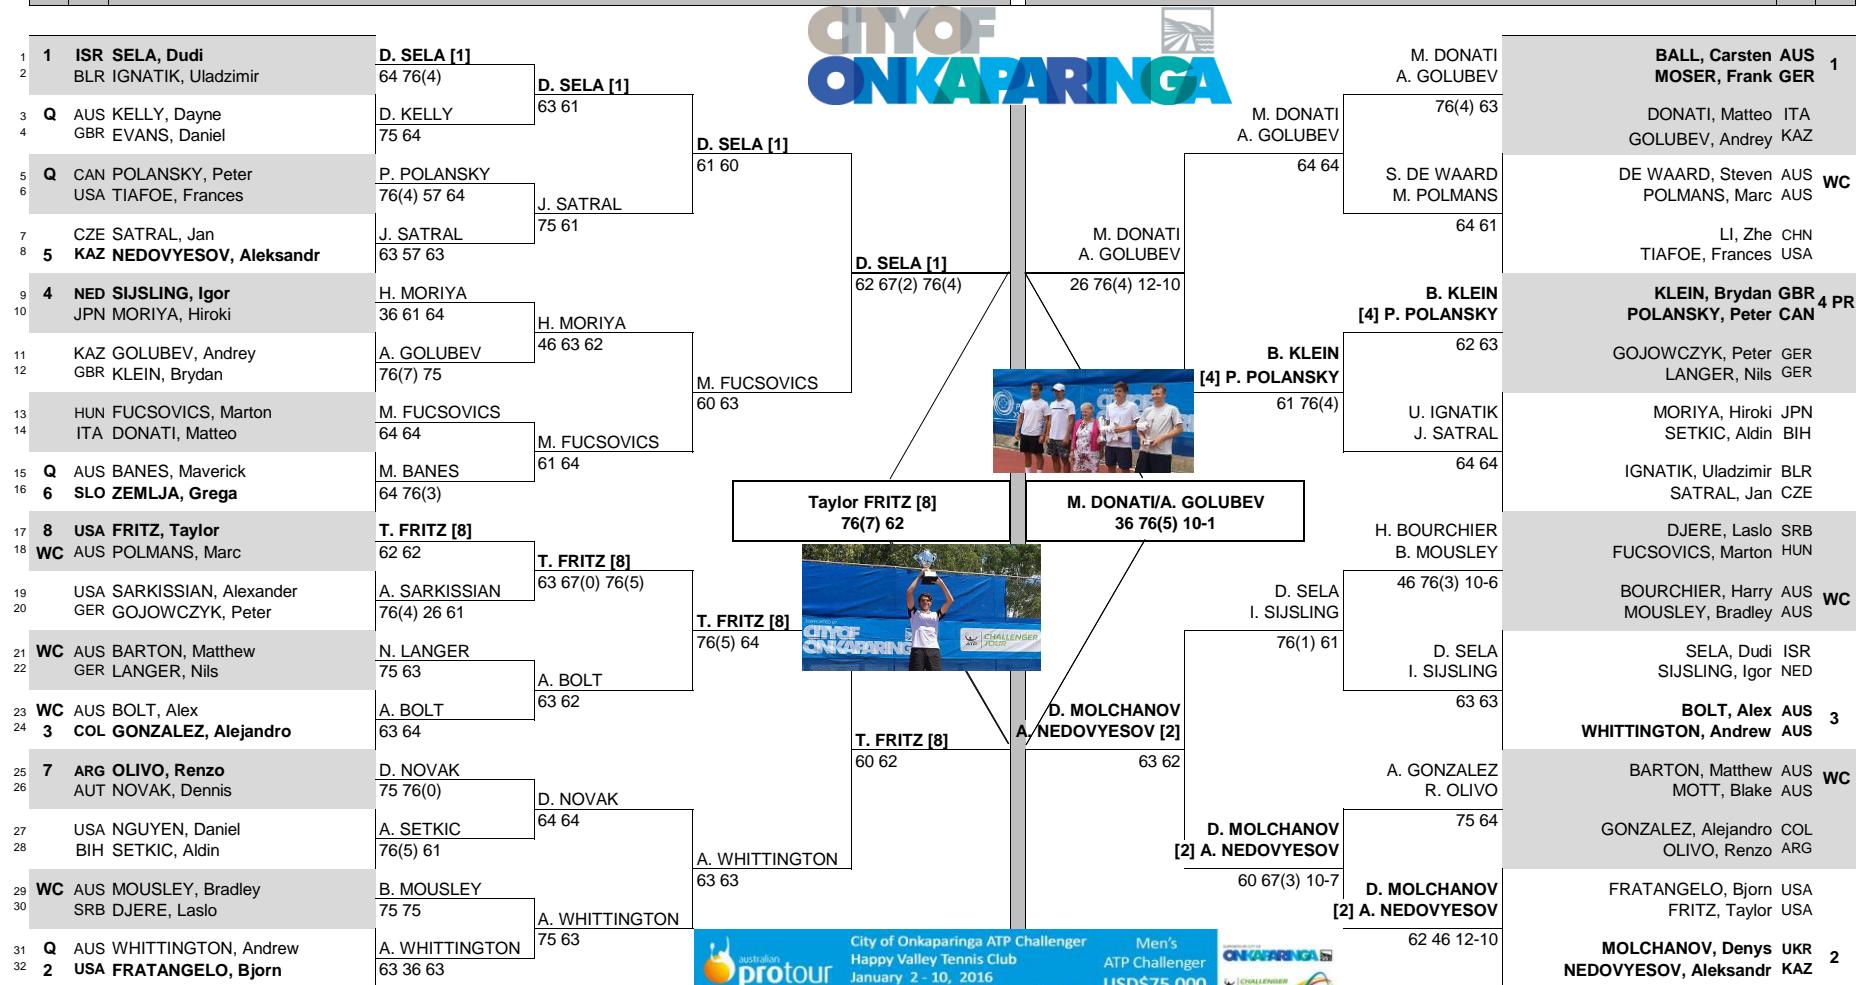 CITY OF
ONKAPARINGA
1 1 ISR SELA, Dudi
2 BLR IGNATIK, Uladzimir
3 Q AUS KELLY, Dayne
4 GBR EVANS, Daniel
5 Q CAN POLANSKY, Peter
6 USA TIAFOE, Frances
7 CZE SATRAL, Jan
8 5 KAZ NEDOVYESOV, Aleksandr
9 4 NED SIJSLING, Igor
10 JPN MORIYA, Hiroki
11 KAZ GOLUBEV, Andrey
12 GBR KLEIN, Brydan
13 HUN FUCSOVICS, Marton
14 ITA DONATI, Matteo
15 Q AUS BANES, Maverick
16 6 SLO ZEMLJA, Grega
17 8 USA FRITZ, Taylor
18 WC AUS POLMANS, Marc
19 USA SARKISSIAN, Alexander
20 GER GOJOWCZYK, Peter
21 WC AUS BARTON, Matthew
22 GER LANGER, Nils
23 WC AUS BOLT, Alex
24 3 COL GONZALEZ, Alejandro
25 7 ARG OLIVO, Renzo
26 AUT NOVAK, Dennis
27 USA NGUYEN, Daniel
28 BIH SETKIC, Aldin
29 WC AUS MOUSLEY, Bradley
30 SRB DJERE, Laslo
31 Q AUS WHITTINGTON, Andrew
32 2 USA FRATANGELO, Bjorn
D. SELA [1]
64 76(4)
D. KELLY
75 64
P. POLANSKY
76(4) 57 64
J. SATRAL
63 57 63
H. MORIYA
36 61 64
A. GOLUBEV
76(7) 75
M. FUCSOVICS
64 64
M. BANES
64 76(3)
T. FRITZ [8]
62 62
A. SARKISSIAN
76(4) 26 61
N. LANGER
75 63
A. BOLT
63 64
D. NOVAK
75 76(0)
A. SETKIC
76(5) 61
B. MOUSLEY
75 75
A. WHITTINGTON
63 36 63
D. SELA [1]
63 61
J. SATRAL
75 61
H. MORIYA
46 63 62
M. FUCSOVICS
61 64
T. FRITZ [8]
63 67(0) 76(5)
A. BOLT
63 62
D. NOVAK
64 64
A. WHITTINGTON
75 63
D. SELA [1]
61 60
M. FUCSOVICS
60 63
T. FRITZ [8]
76(5) 64
A. WHITTINGTON
63 63
D. SELA [1]
62 67(2) 76(4)
T. FRITZ [8]
60 62
Taylor FRITZ [8]
76(7) 62
M. DONATI/A. GOLUBEV
36 76(5) 10-1
CITY OF
ONKAPARINGA
CHALLENGER
TOUR
M. DONATI
A. GOLUBEV
26 76(4) 12-10
D. MOLCHANOV
A. NEDOVYESOV [2]
63 62
M. DONATI
A. GOLUBEV
64 64
B. KLEIN
[4] P. POLANSKY
61 76(4)
D. SELA
I. SIJSLING
76(1) 61
D. MOLCHANOV
[2] A. NEDOVYESOV
60 67(3) 10-7
M. DONATI
A. GOLUBEV
76(4) 63
S. DE WAARD
M. POLMANS
64 61
B. KLEIN
[4] P. POLANSKY
62 63
U. IGNATIK
J. SATRAL
64 64
H. BOURCHIER
B. MOUSLEY
46 76(3) 10-6
D. SELA
I. SIJSLING
63 63
A. GONZALEZ
R. OLIVO
75 64
D. MOLCHANOV
[2] A. NEDOVYESOV
62 46 12-10
BALL, Carsten AUS 1
MOSER, Frank GER
DONATI, Matteo ITA
GOLUBEV, Andrey KAZ
DE WAARD, Steven AUS WC
POLMANS, Marc AUS
LI, Zhe CHN
TIAFOE, Frances USA
KLEIN, Brydan GBR 4 PR
POLANSKY, Peter CAN
GOJOWCZYK, Peter GER
LANGER, Nils GER
MORIYA, Hiroki JPN
SETKIC, Aldin BIH
IGNATIK, Uladzimir BLR
SATRAL, Jan CZE
DJERE, Laslo SRB
FUCSOVICS, Marton HUN
BOURCHIER, Harry AUS WC
MOUSLEY, Bradley AUS
SELA, Dudi ISR
SIJSLING, Igor NED
BOLT, Alex AUS 3
WHITTINGTON, Andrew AUS
BARTON, Matthew AUS WC
MOTT, Blake AUS
GONZALEZ, Alejandro COL
OLIVO, Renzo ARG
FRATANGELO, Bjorn USA
FRITZ, Taylor USA
MOLCHANOV, Denys UKR 2
NEDOVYESOV, Aleksandr KAZ
australian
protour
City of Onkaparinga ATP Challenger
Happy Valley Tennis Club
January 2 - 10, 2016
Men's
ATP Challenger
USD$75,000
ONKAPARINGA
CHALLENGER